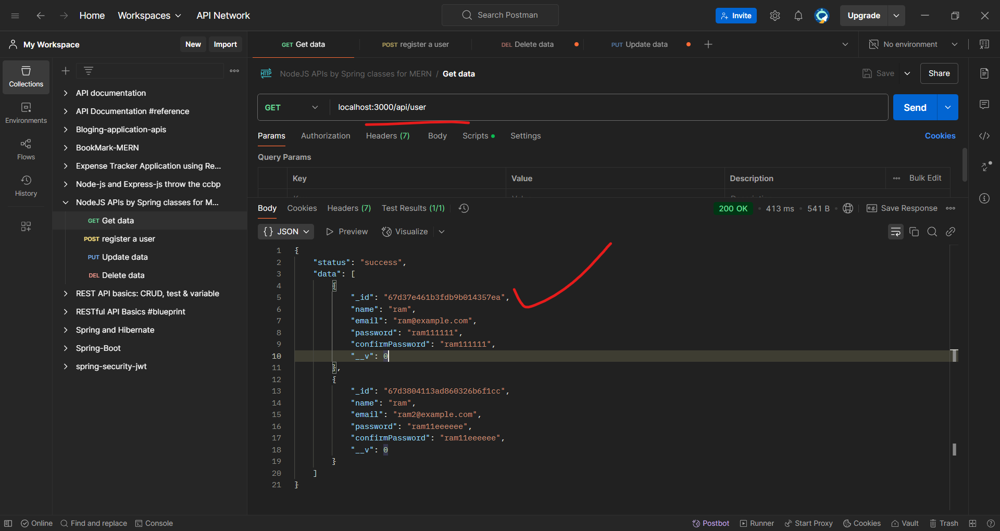 Home Workspaces API Network Search Postman Invite Upgrade
My Workspace New Import GET Get data POST register a user DEL Delete data PUT Update data No environment
Collections
Environments
Flows
History
API documentation
API Documentation #reference
Bloging-application-apis
BookMark-MERN
Expense Tracker Application using Re...
Node-js and Express-js throw the ccbp
NodeJS APIs by Spring classes for M...
GET Get data
POST register a user
PUT Update data
DEL Delete data
REST API basics: CRUD, test & variable
RESTful API Basics #blueprint
Spring and Hibernate
Spring-Boot
spring-security-jwt
HTTP NodeJS APIs by Spring classes for MERN / Get data Save Share
GET localhost:3000/api/user Send
Params Authorization Headers (7) Body Scripts Settings Cookies
Query Params
Key Value Description Bulk Edit
Body Cookies Headers (7) Test Results (1/1) 200 OK 413 ms 541 B e.g. Save Response
{} JSON Preview Visualize
1 {
2 "status": "success",
3 "data": [
4 {
5 "_id": "67d37e461b3fdb9b014357ea",
6 "name": "ram",
7 "email": "ram@example.com",
8 "password": "ram111111",
9 "confirmPassword": "ram111111",
10 "__v": 0
11 },
12 {
13 "_id": "67d3804113ad860326b6f1cc",
14 "name": "ram",
15 "email": "ram2@example.com",
16 "password": "ram11eeeeee",
17 "confirmPassword": "ram11eeeeee",
18 "__v": 0
19 }
20 ]
21 }
Online Find and replace Console Postbot Runner Start Proxy Cookies Vault Trash